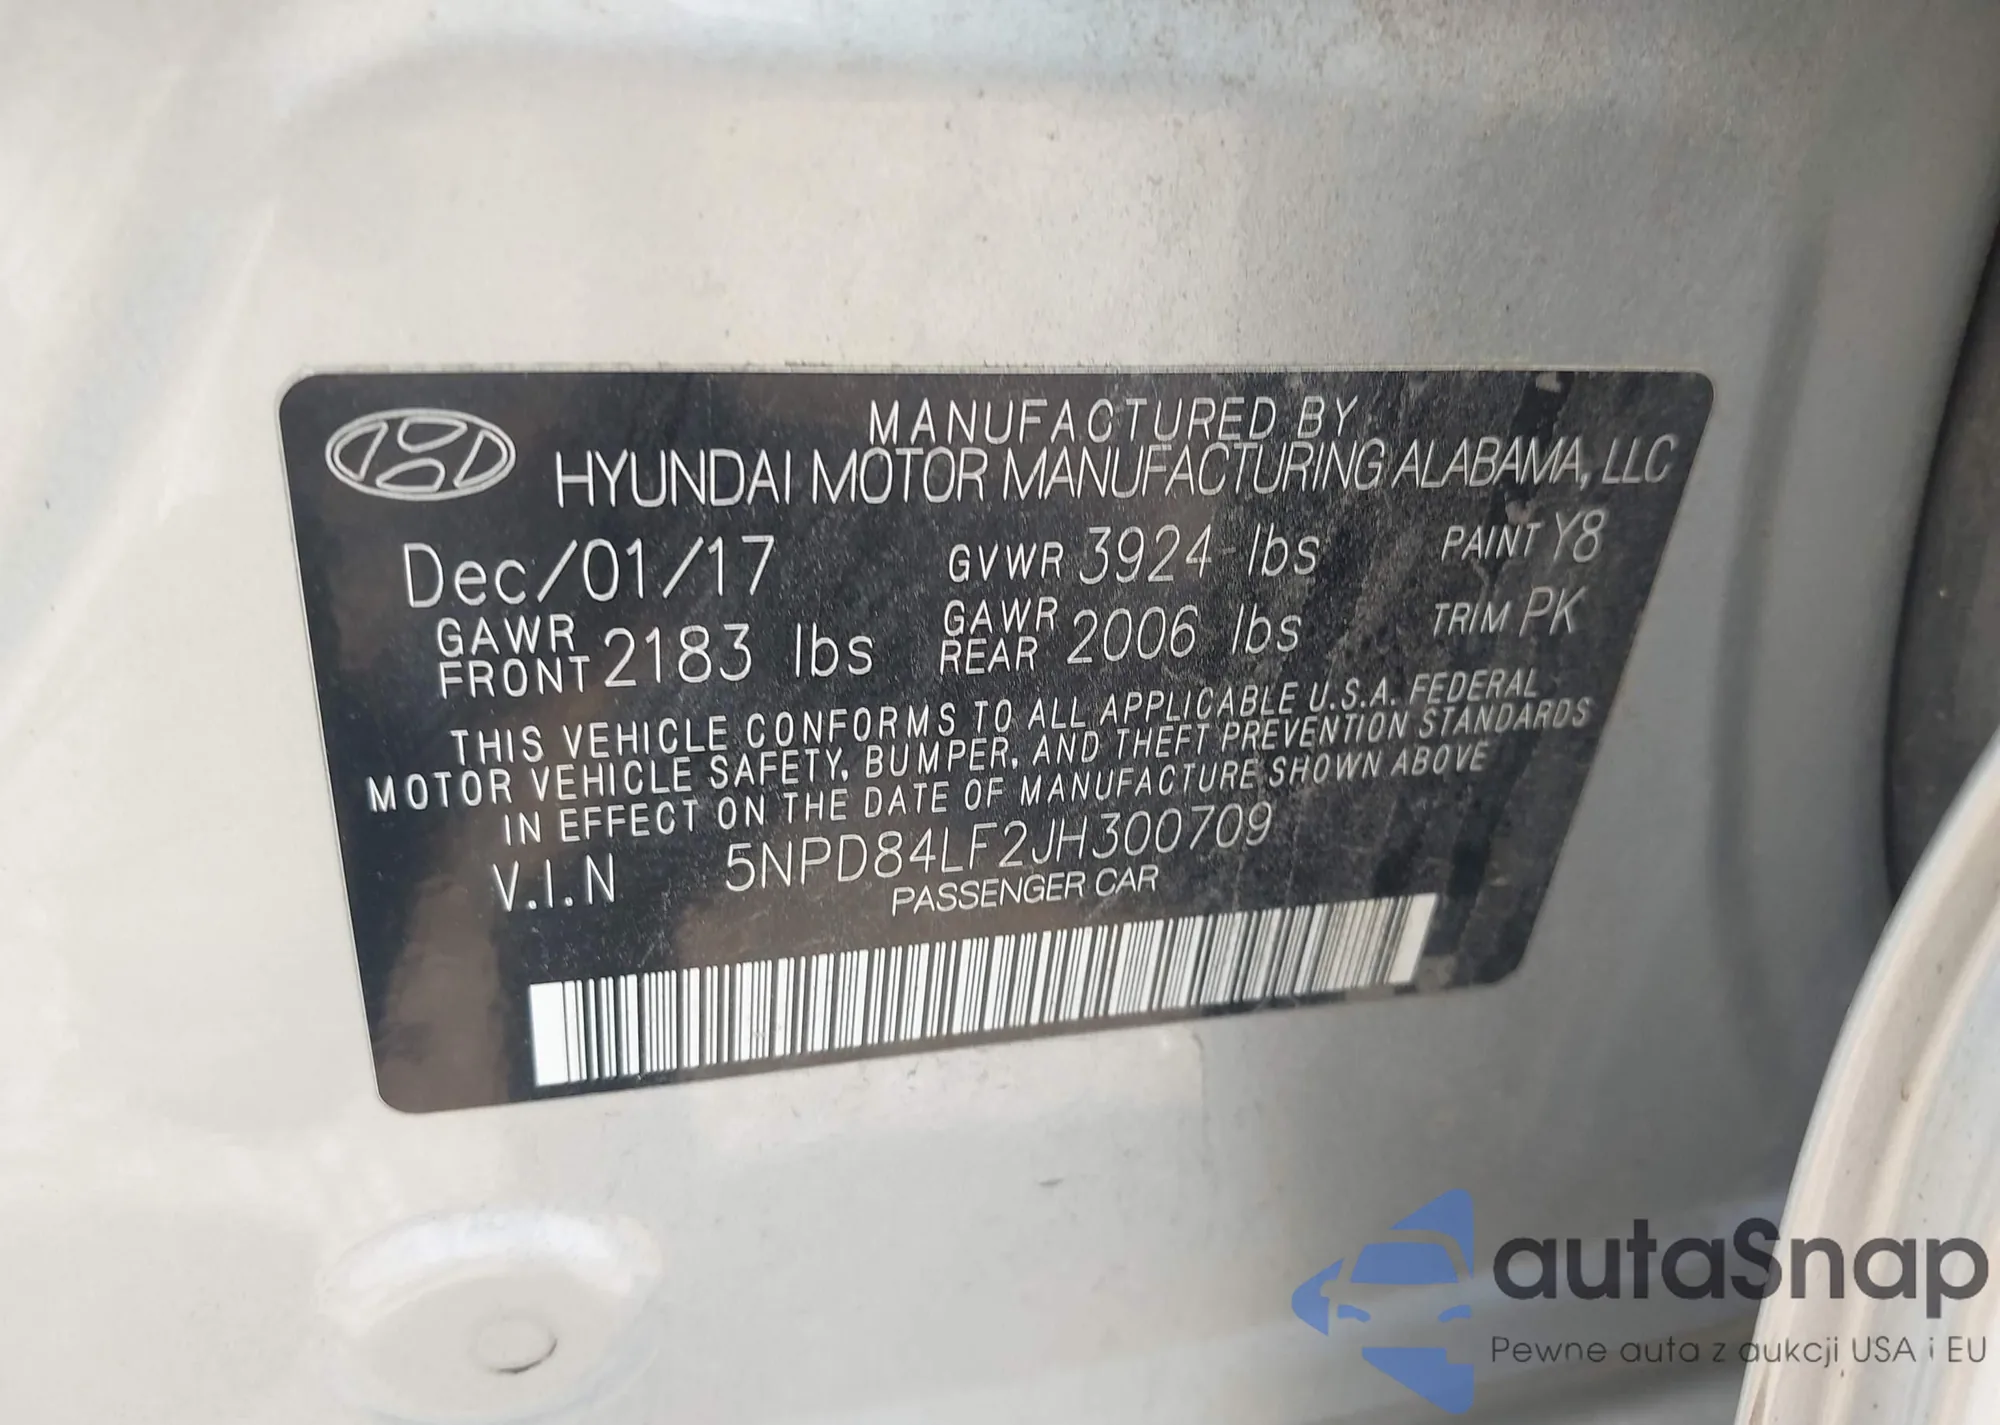 MANUFACTURED BY
HYUNDAI MOTOR MANUFACTURING ALABAMA, LLC
Dec/01/17 GVWR 3924 lbs PAINT Y8
GAWR FRONT 2183 lbs GAWR REAR 2006 lbs TRIM PK
THIS VEHICLE CONFORMS TO ALL APPLICABLE U.S.A. FEDERAL
MOTOR VEHICLE SAFETY, BUMPER, AND THEFT PREVENTION STANDARDS
IN EFFECT ON THE DATE OF MANUFACTURE SHOWN ABOVE
V.I.N 5NPD84LF2JH300709
PASSENGER CAR
autaSnap
Pewne auta z aukcji USA i EU